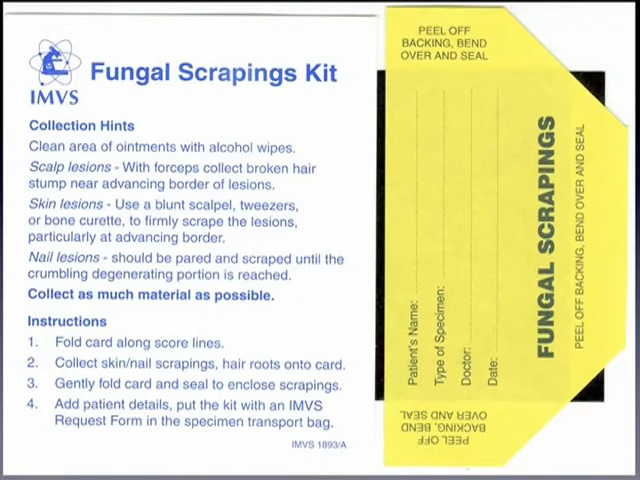 IMVS
Fungal Scrapings Kit
Collection Hints
Clean area of ointments with alcohol wipes.
Scalp lesions - With forceps collect broken hair
stump near advancing border of lesions.
Skin lesions - Use a blunt scalpel, tweezers,
or bone curette, to firmly scrape the lesions,
particularly at advancing border.
Nail lesions - should be pared and scraped until the
crumbling degenerating portion is reached.
Collect as much material as possible.
Instructions
1. Fold card along score lines.
2. Collect skin/nail scrapings, hair roots onto card.
3. Gently fold card and seal to enclose scrapings.
4. Add patient details, put the kit with an IMVS
Request Form in the specimen transport bag.
IMVS 1893/A
PEEL OFF
BACKING, BEND
OVER AND SEAL
Patient's Name:
Type of Specimen:
Doctor:
Date:
FUNGAL SCRAPINGS
PEEL OFF BACKING, BEND OVER AND SEAL
PEEL OFF
BACKING, BEND
OVER AND SEAL